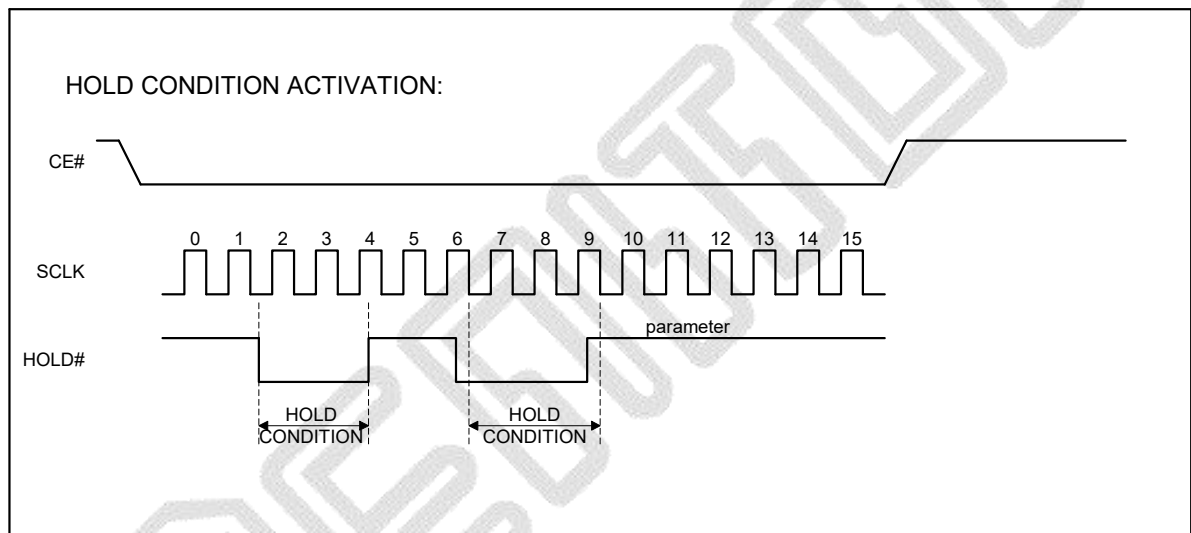 HOLD CONDITION ACTIVATION:
CE#
0 1 2 3 4 5 6 7 8 9 10 11 12 13 14 15
SCLK
parameter
HOLD#
HOLD CONDITION
HOLD CONDITION